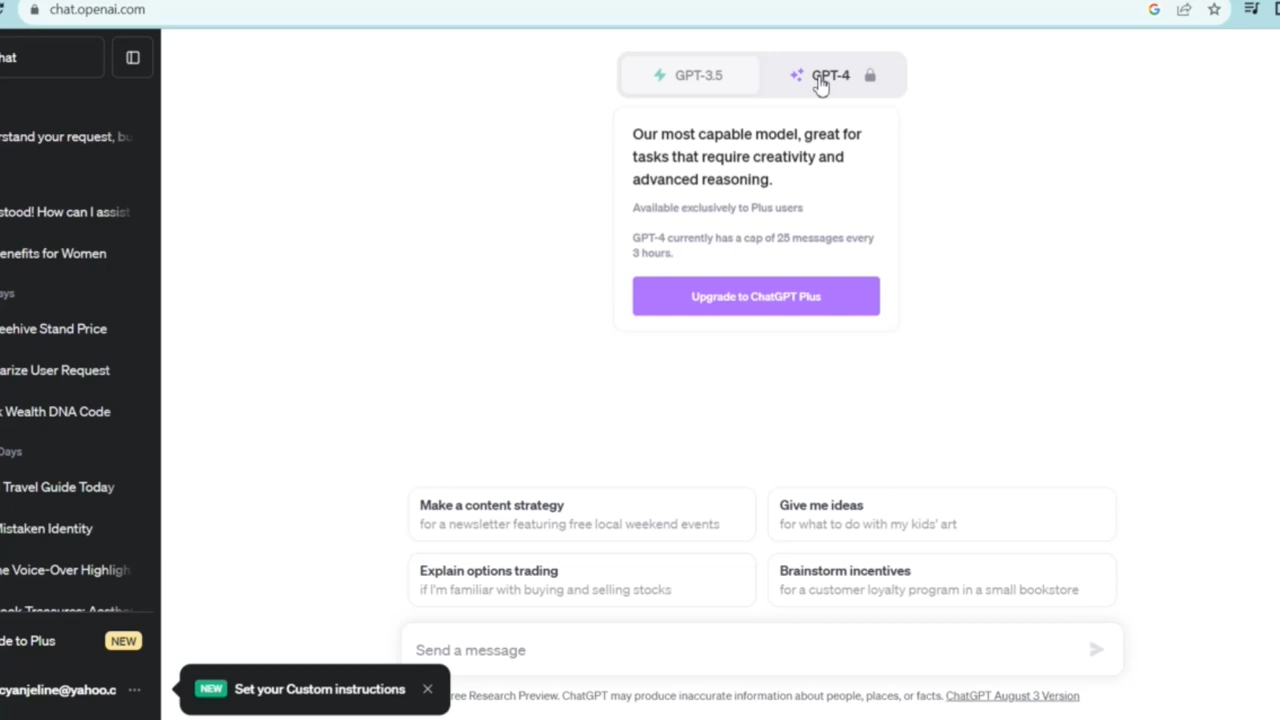 chat.openai.com
hat
rstand your request, bu
stood! How can I assist
enefits for Women
ays
eehive Stand Price
arize User Request
k Wealth DNA Code
Days
Travel Guide Today
Mistaken Identity
ne Voice-Over Highligh
ook Treasures: Aesthe
de to Plus
NEW
cyanjeline@yahoo.c
GPT-3.5
GPT-4
Our most capable model, great for
tasks that require creativity and
advanced reasoning.
Available exclusively to Plus users
GPT-4 currently has a cap of 25 messages every
3 hours.
Upgrade to ChatGPT Plus
Make a content strategy
for a newsletter featuring free local weekend events
Give me ideas
for what to do with my kids' art
Explain options trading
if I'm familiar with buying and selling stocks
Brainstorm incentives
for a customer loyalty program in a small bookstore
Send a message
NEW Set your Custom instructions
ree Research Preview. ChatGPT may produce inaccurate information about people, places, or facts. ChatGPT August 3 Version